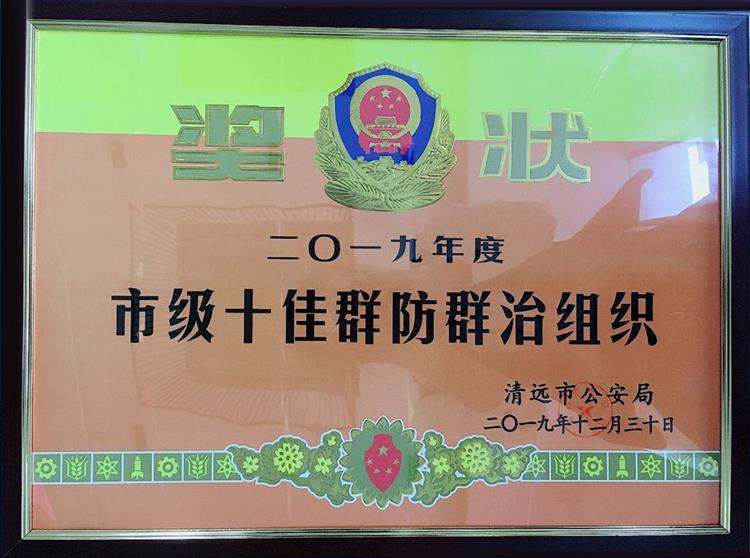 奖状
二〇一九年度
市级十佳群防群治组织
清远市公安局
二〇一九年十二月三十日